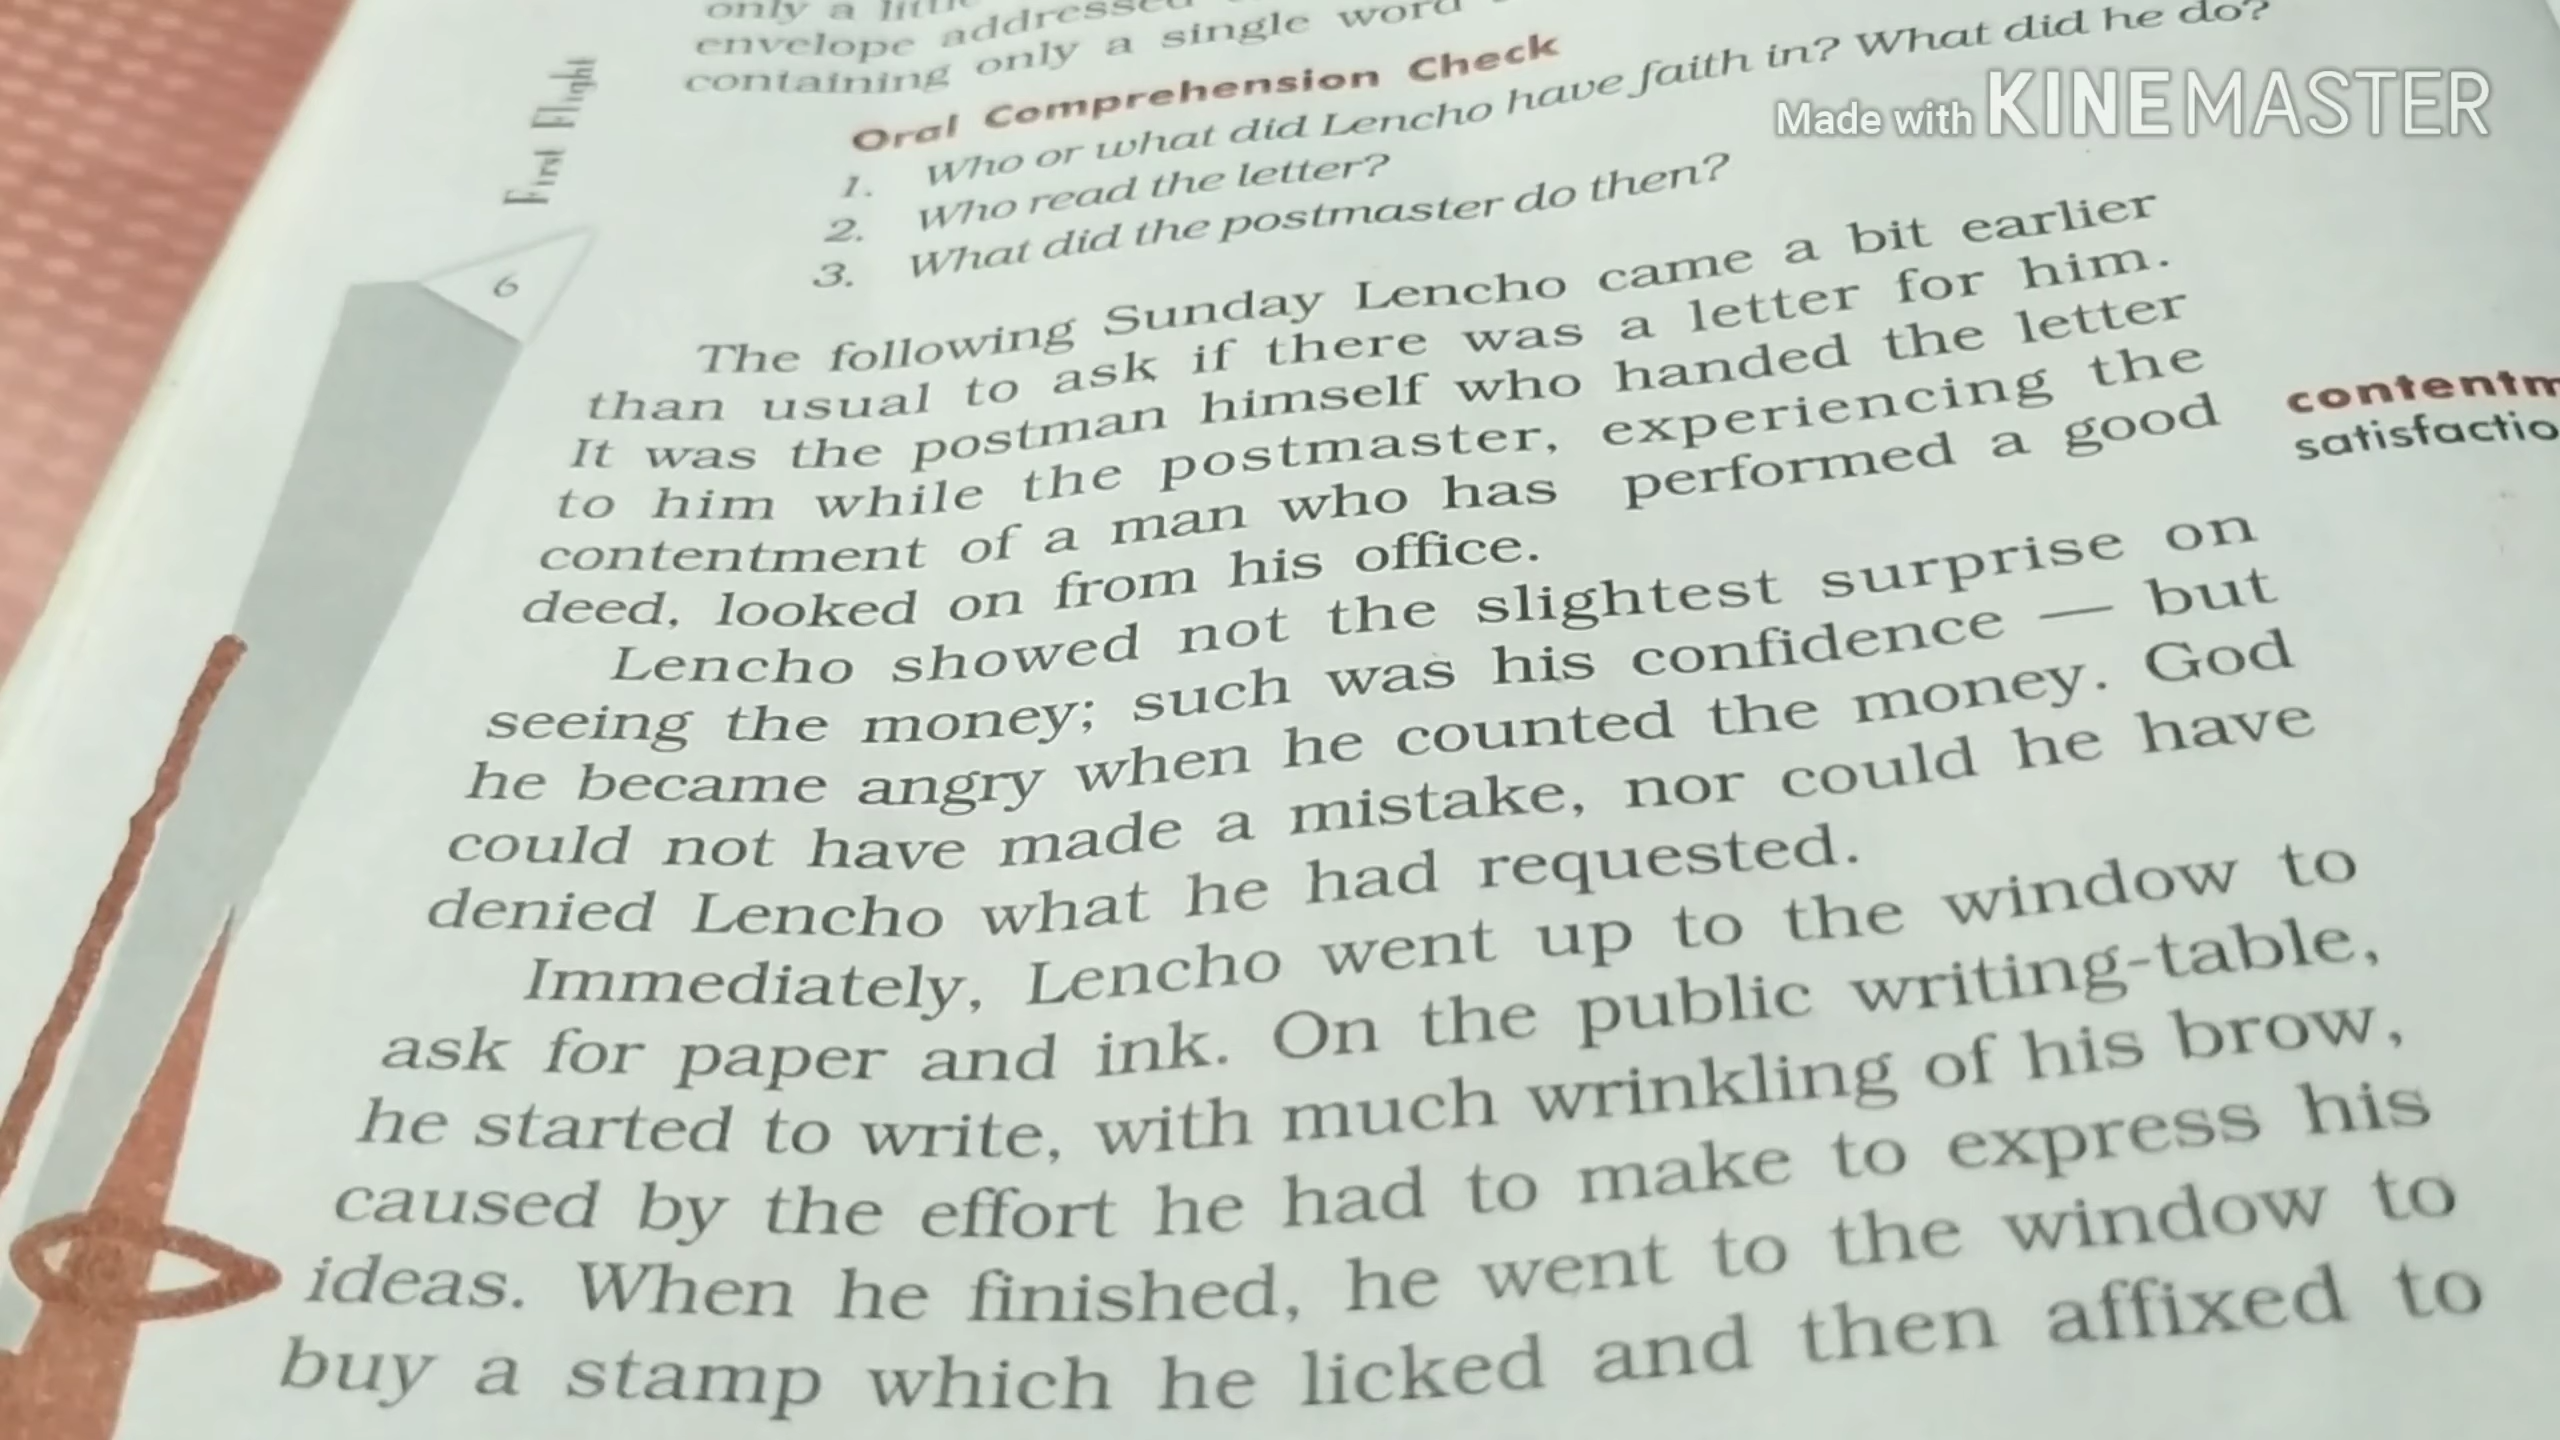 only a
envelope addressed
containing only a single word
Oral Comprehension Check
1. Who or what did Lencho have faith in? What did he do?
2. Who read the letter?
3. What did the postmaster do then?
Made with KINEMASTER
First Flight
6
The following Sunday Lencho came a bit earlier
than usual to ask if there was a letter for him.
It was the postman himself who handed the letter
to him while the postmaster, experiencing the
contentment of a man who has performed a good
deed, looked on from his office.
contentm
satisfactio
Lencho showed not the slightest surprise on
seeing the money; such was his confidence — but
he became angry when he counted the money. God
could not have made a mistake, nor could he have
denied Lencho what he had requested.
Immediately, Lencho went up to the window to
ask for paper and ink. On the public writing-table,
he started to write, with much wrinkling of his brow,
caused by the effort he had to make to express his
ideas. When he finished, he went to the window to
buy a stamp which he licked and then affixed to